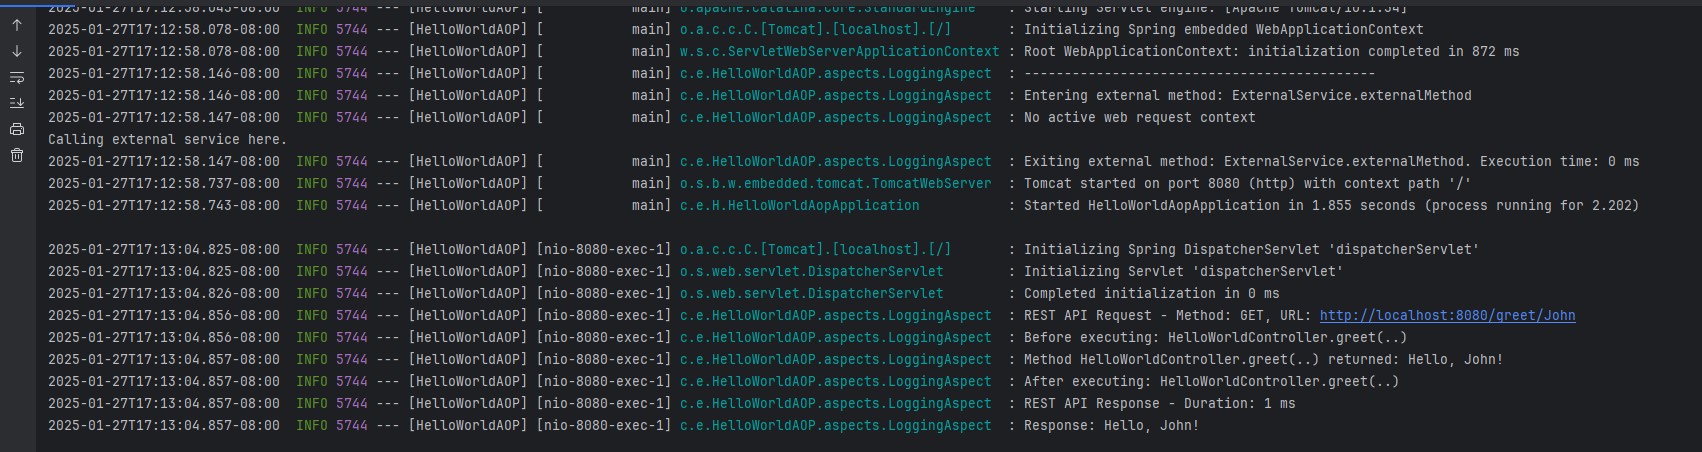 2025-01-27T17:12:58.043-08:00  INFO 5744 --- [HelloWorldAOP] [           main] o.apache.catalina.core.StandardEngine    : Starting Servlet engine: [Apache Tomcat/10.1.34]
2025-01-27T17:12:58.078-08:00  INFO 5744 --- [HelloWorldAOP] [           main] o.a.c.c.C.[Tomcat].[localhost].[/]       : Initializing Spring embedded WebApplicationContext
2025-01-27T17:12:58.078-08:00  INFO 5744 --- [HelloWorldAOP] [           main] w.s.c.ServletWebServerApplicationContext : Root WebApplicationContext: initialization completed in 872 ms
2025-01-27T17:12:58.146-08:00  INFO 5744 --- [HelloWorldAOP] [           main] c.e.HelloWorldAOP.aspects.LoggingAspect  : --------------------------------------------
2025-01-27T17:12:58.146-08:00  INFO 5744 --- [HelloWorldAOP] [           main] c.e.HelloWorldAOP.aspects.LoggingAspect  : Entering external method: ExternalService.externalMethod
2025-01-27T17:12:58.147-08:00  INFO 5744 --- [HelloWorldAOP] [           main] c.e.HelloWorldAOP.aspects.LoggingAspect  : No active web request context
Calling external service here.
2025-01-27T17:12:58.147-08:00  INFO 5744 --- [HelloWorldAOP] [           main] c.e.HelloWorldAOP.aspects.LoggingAspect  : Exiting external method: ExternalService.externalMethod. Execution time: 0 ms
2025-01-27T17:12:58.737-08:00  INFO 5744 --- [HelloWorldAOP] [           main] o.s.b.w.embedded.tomcat.TomcatWebServer  : Tomcat started on port 8080 (http) with context path '/'
2025-01-27T17:12:58.743-08:00  INFO 5744 --- [HelloWorldAOP] [           main] c.e.H.HelloWorldAopApplication           : Started HelloWorldAopApplication in 1.855 seconds (process running for 2.202)
2025-01-27T17:13:04.825-08:00  INFO 5744 --- [HelloWorldAOP] [nio-8080-exec-1] o.a.c.c.C.[Tomcat].[localhost].[/]       : Initializing Spring DispatcherServlet 'dispatcherServlet'
2025-01-27T17:13:04.825-08:00  INFO 5744 --- [HelloWorldAOP] [nio-8080-exec-1] o.s.web.servlet.DispatcherServlet        : Initializing Servlet 'dispatcherServlet'
2025-01-27T17:13:04.826-08:00  INFO 5744 --- [HelloWorldAOP] [nio-8080-exec-1] o.s.web.servlet.DispatcherServlet        : Completed initialization in 0 ms
2025-01-27T17:13:04.856-08:00  INFO 5744 --- [HelloWorldAOP] [nio-8080-exec-1] c.e.HelloWorldAOP.aspects.LoggingAspect  : REST API Request - Method: GET, URL: http://localhost:8080/greet/John
2025-01-27T17:13:04.856-08:00  INFO 5744 --- [HelloWorldAOP] [nio-8080-exec-1] c.e.HelloWorldAOP.aspects.LoggingAspect  : Before executing: HelloWorldController.greet(..)
2025-01-27T17:13:04.857-08:00  INFO 5744 --- [HelloWorldAOP] [nio-8080-exec-1] c.e.HelloWorldAOP.aspects.LoggingAspect  : Method HelloWorldController.greet(..) returned: Hello, John!
2025-01-27T17:13:04.857-08:00  INFO 5744 --- [HelloWorldAOP] [nio-8080-exec-1] c.e.HelloWorldAOP.aspects.LoggingAspect  : After executing: HelloWorldController.greet(..)
2025-01-27T17:13:04.857-08:00  INFO 5744 --- [HelloWorldAOP] [nio-8080-exec-1] c.e.HelloWorldAOP.aspects.LoggingAspect  : REST API Response - Duration: 1 ms
2025-01-27T17:13:04.857-08:00  INFO 5744 --- [HelloWorldAOP] [nio-8080-exec-1] c.e.HelloWorldAOP.aspects.LoggingAspect  : Response: Hello, John!